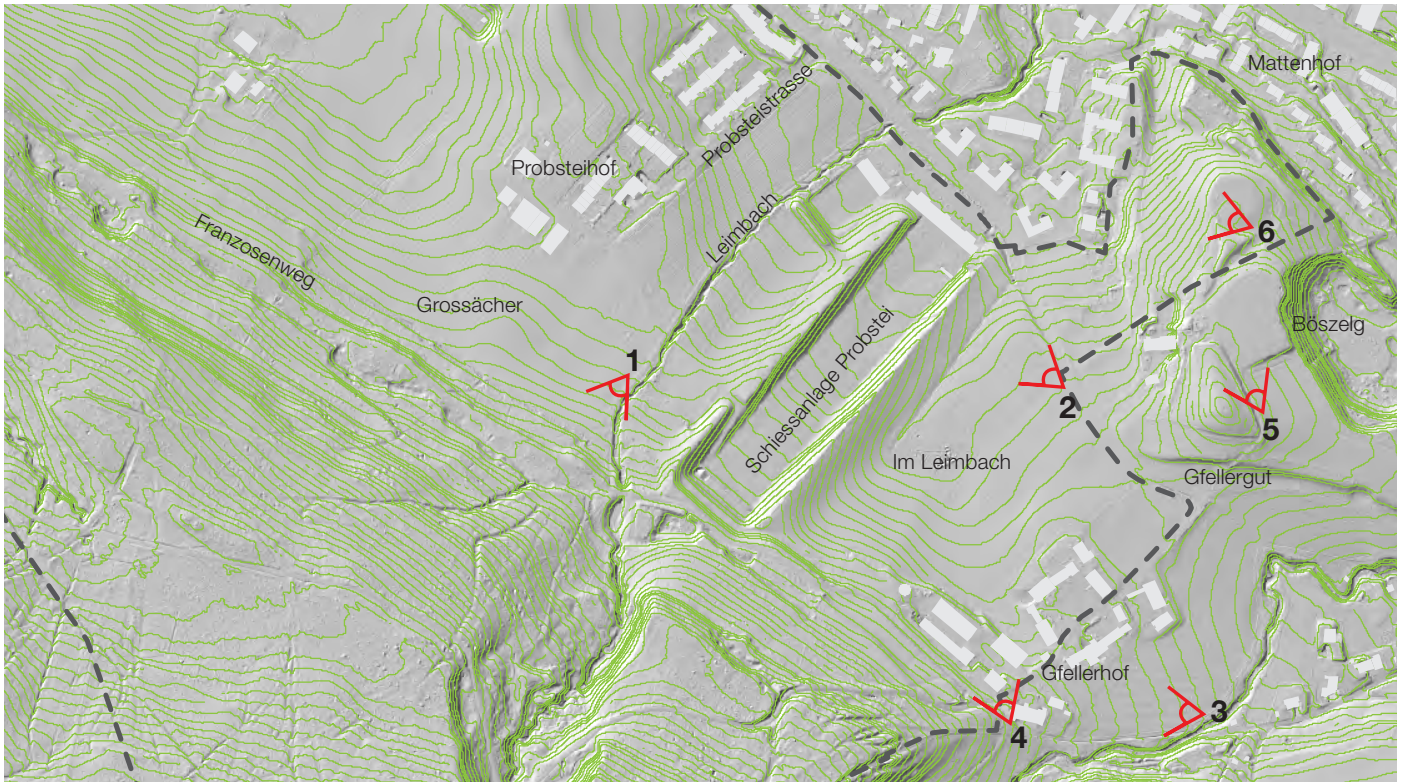 Mattenhof
Probsteistrasse
Probsteihof
Leimbach
Franzosenweg
6
Grossächer
Böszelg
1
Schiessanlage Probstei
2
5
Im Leimbach
Gfellergut
Gfellerhof
3
4